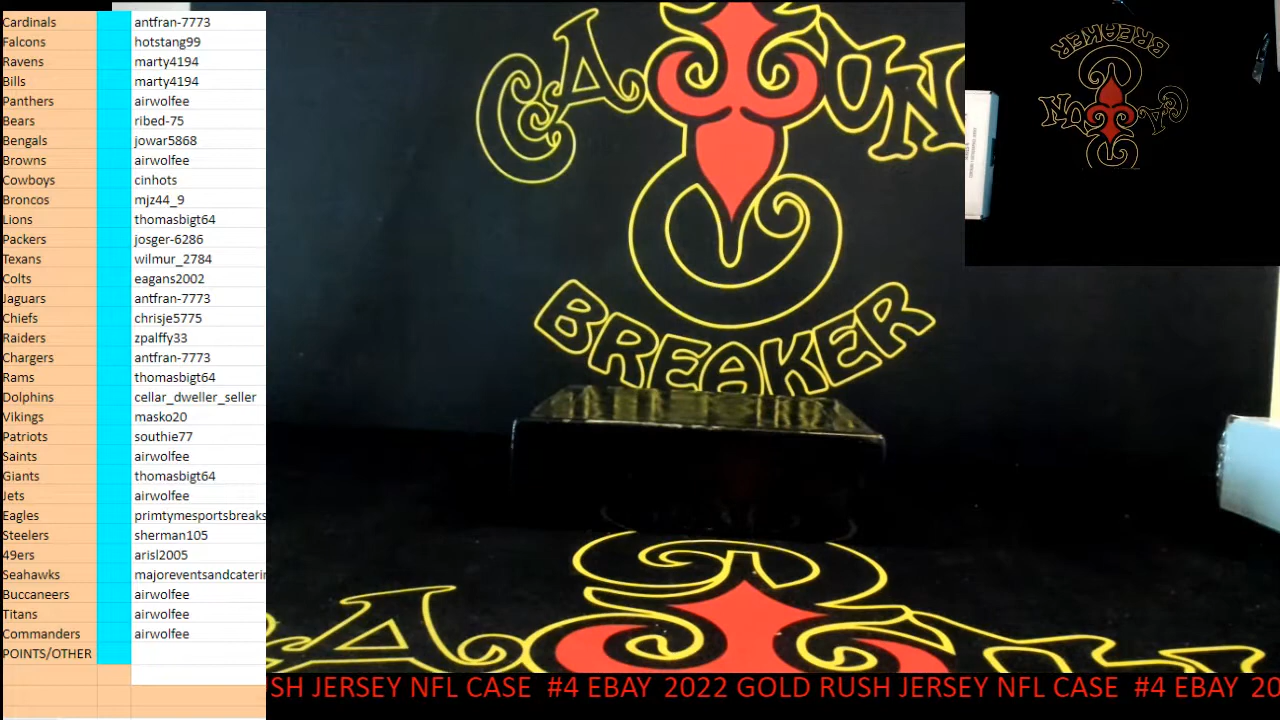 Cardinals antfran-7773
Falcons hotstang99
Ravens marty4194
Bills marty4194
Panthers airwolfee
Bears ribed-75
Bengals jowar5868
Browns airwolfee
Cowboys cinhots
Broncos mjz44_9
Lions thomasbigt64
Packers josger-6286
Texans wilmur_2784
Colts eagans2002
Jaguars antfran-7773
Chiefs chrisje5775
Raiders zpalffy33
Chargers antfran-7773
Rams thomasbigt64
Dolphins cellar_dweller_seller
Vikings masko20
Patriots southie77
Saints airwolfee
Giants thomasbigt64
Jets airwolfee
Eagles primtymesportsbreaks
Steelers sherman105
49ers arisl2005
Seahawks majoreventsandcaterin
Buccaneers airwolfee
Titans airwolfee
Commanders airwolfee
POINTS/OTHER
BREAKER
BREAKER
SH JERSEY NFL CASE #4 EBAY 2022 GOLD RUSH JERSEY NFL CASE #4 EBAY 20